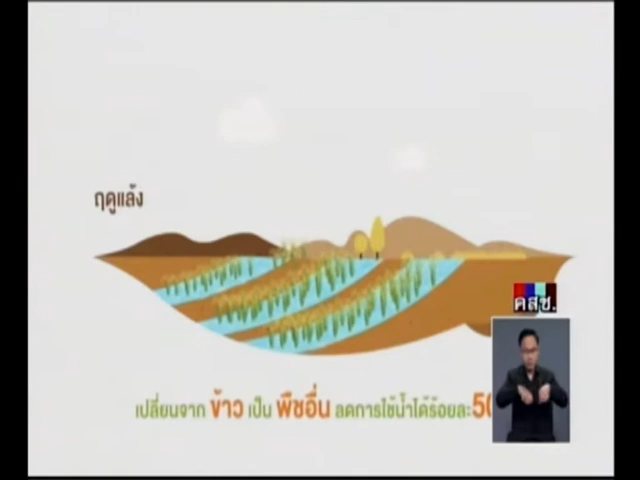 ฤดูแล้ง
คสช.
เปลี่ยนจาก ข้าว เป็น พืชอื่น ลดการใช้น้ำได้ร้อยละ